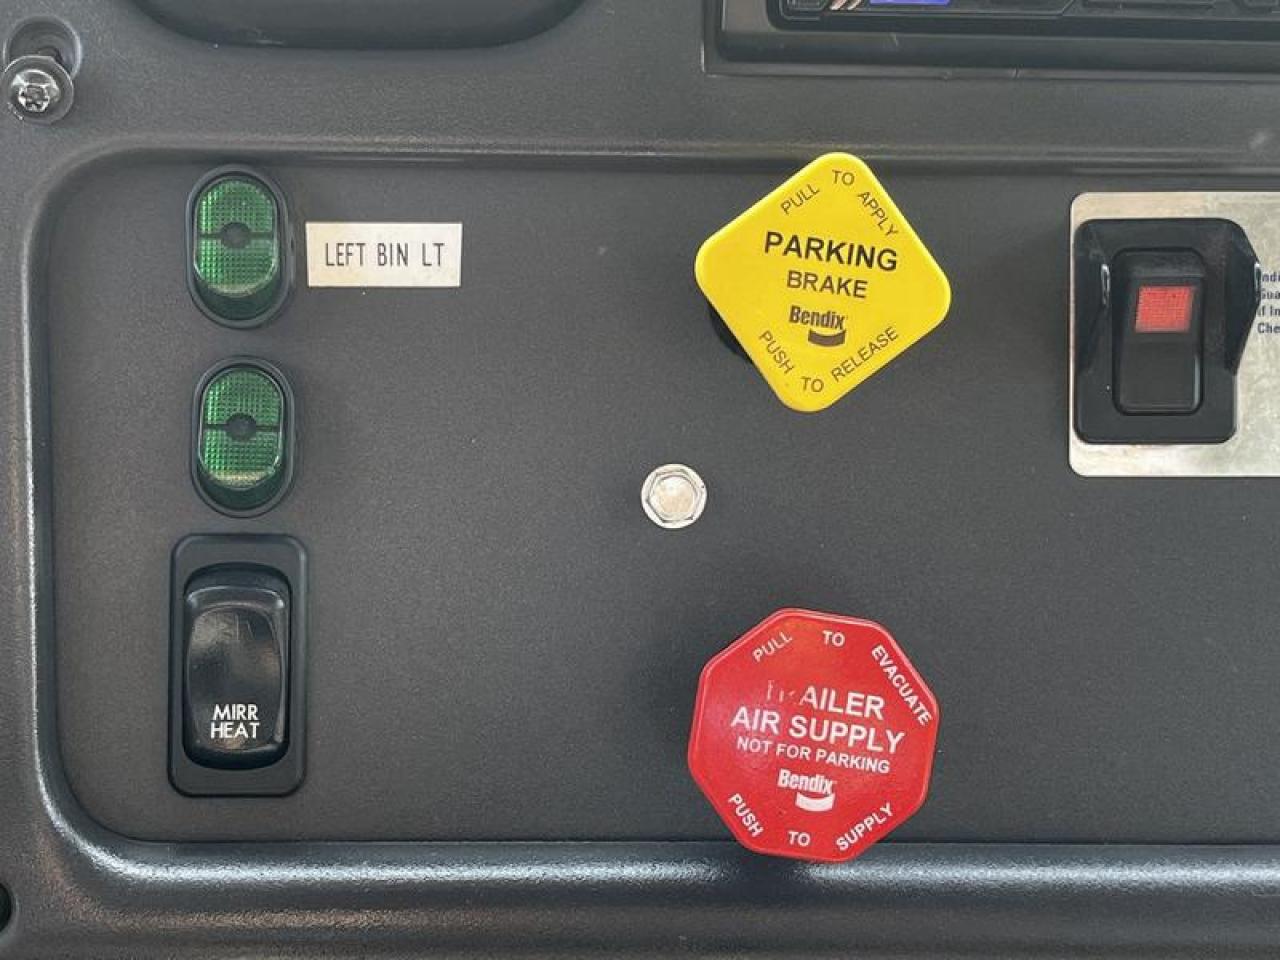 LEFT BIN LT
PULL TO APPLY
PARKING
BRAKE
Bendix
PUSH TO RELEASE
MIRR
HEAT
PULL TO EVACUATE
TRAILER
AIR SUPPLY
NOT FOR PARKING
Bendix
PUSH TO SUPPLY